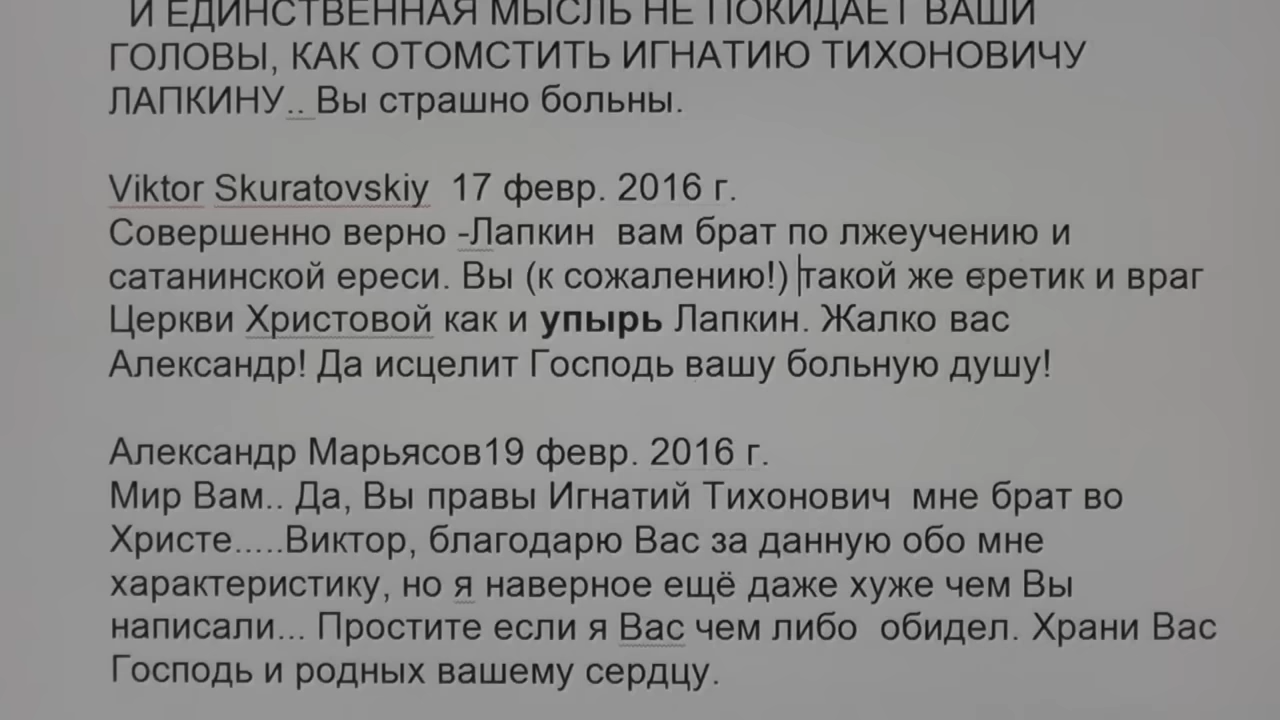 И ЕДИНСТВЕННАЯ МЫСЛЬ НЕ ПОКИДАЕТ ВАШИ
ГОЛОВЫ, КАК ОТОМСТИТЬ ИГНАТИЮ ТИХОНОВИЧУ
ЛАПКИНУ.. Вы страшно больны.
Viktor Skuratovskiy 17 февр. 2016 г.
Совершенно верно -Лапкин вам брат по лжеучению и
сатанинской ереси. Вы (к сожалению!) такой же еретик и враг
Церкви Христовой как и упырь Лапкин. Жалко вас
Александр! Да исцелит Господь вашу больную душу!
Александр Марьясов19 февр. 2016 г.
Мир Вам.. Да, Вы правы Игнатий Тихонович мне брат во
Христе.....Виктор, благодарю Вас за данную обо мне
характеристику, но я наверное ещё даже хуже чем Вы
написали... Простите если я Вас чем либо обидел. Храни Вас
Господь и родных вашему сердцу.